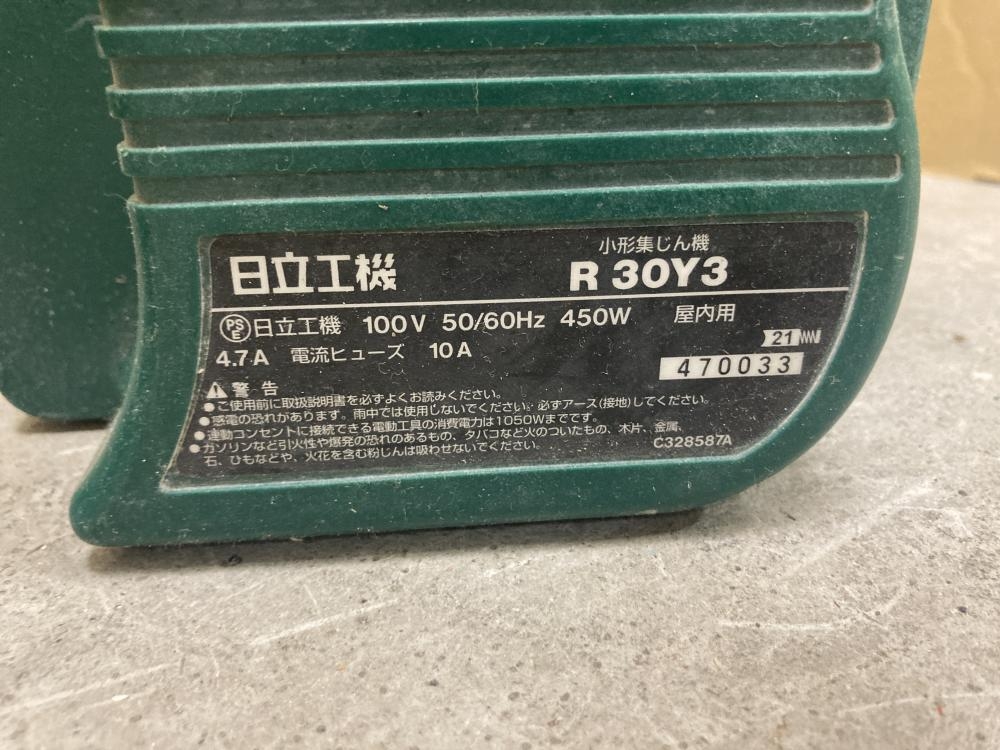 小形集じん機
日立工機 R 30Y3
PS E 日立工機 100V 50/60Hz 450W 屋内用
4.7A 電流ヒューズ 10A
21
470033
警告
●ご使用前に取扱説明書を必ずよくお読みください。
●感電の恐れがあります。雨中では使用しないでください。必ずアース(接地)してください。
●連動コンセントに接続できる電動工具の消費電力は1050Wまでです。
●ガソリンなど引火性や爆発の恐れのあるもの、タバコなど火のついたもの、木片、金属、
石、ひもなどや、火花を含む粉じんは吸わせないでください。
C328587A